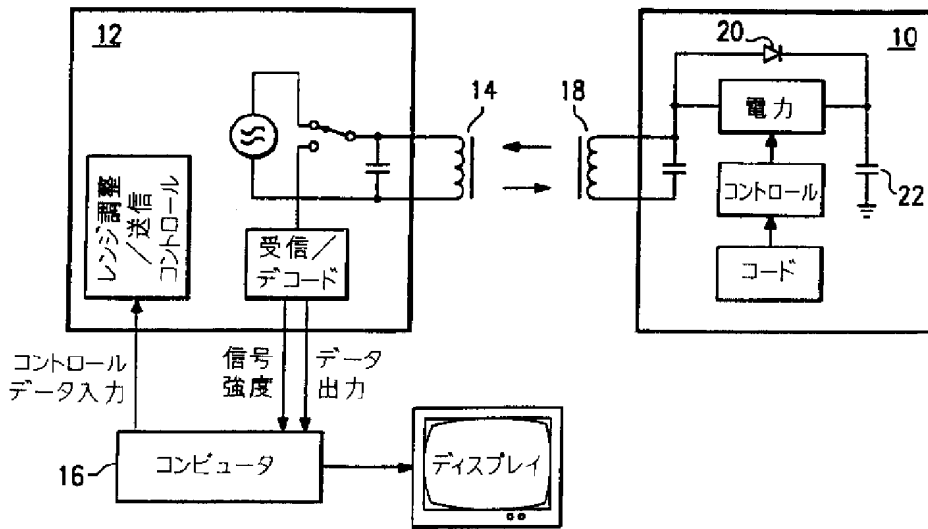 12
レンジ調整
／送信
コントロール
受信／
デコード
14
18
20
10
電力
コントロール
コード
22
コントロール
データ入力
信号
強度
データ
出力
16
コンピュータ
ディスプレイ